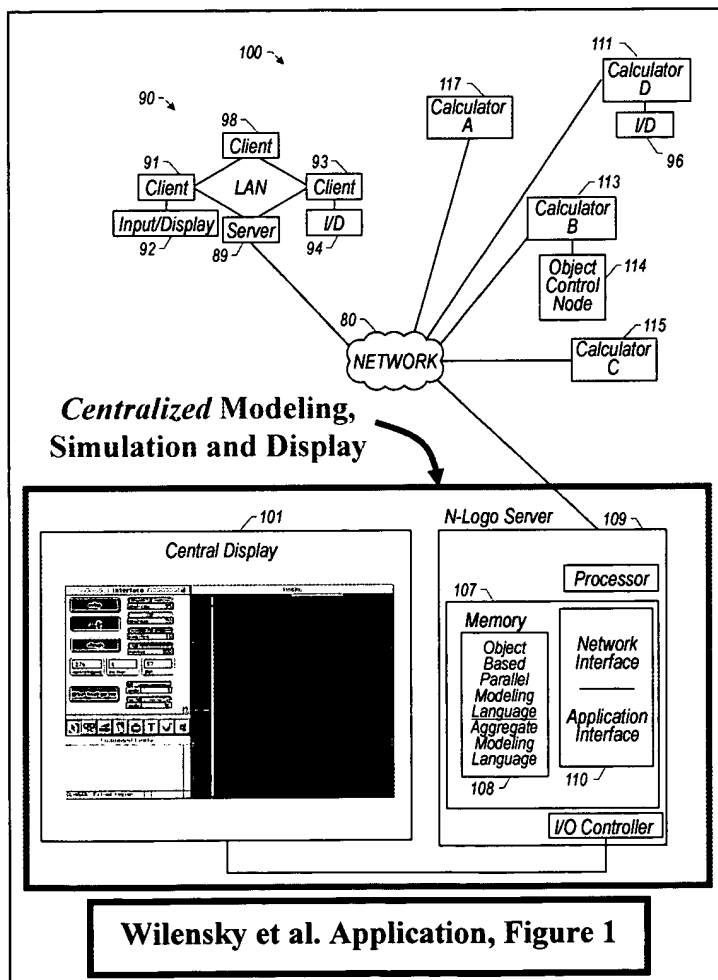 100
90
98
Client
91
Client
LAN
93
Client
Input/Display
92
Server
89
I/D
94
117
Calculator
A
111
Calculator
D
I/D
96
113
Calculator
B
Object
Control
Node
114
115
Calculator
C
80
NETWORK
Centralized Modeling,
Simulation and Display
101
Central Display
Interface
N-Logo Server
109
Processor
107
Memory
Object
Based
Parallel
Modeling
Language
Aggregate
Modeling
Language
108
Network
Interface
Application
Interface
110
I/O Controller
Wilensky et al. Application, Figure 1